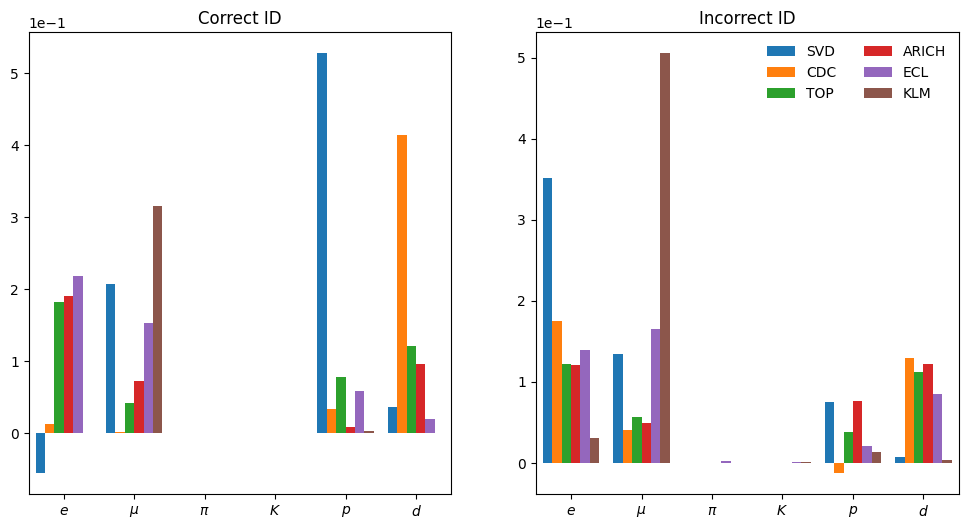 Correct ID
1e−1
5
4
3
2
1
0
e
μ
π
K
p
d
Incorrect ID
1e−1
5
4
3
2
1
0
SVD
CDC
TOP
ARICH
ECL
KLM
e
μ
π
K
p
d